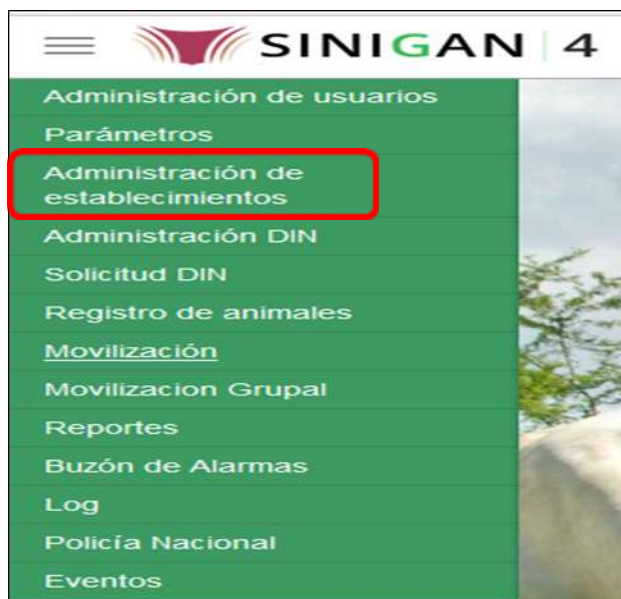 SINIGAN 4
Administración de usuarios
Parámetros
Administración de
establecimientos
Administración DIN
Solicitud DIN
Registro de animales
Movilización
Movilizacion Grupal
Reportes
Buzón de Alarmas
Log
Policía Nacional
Eventos